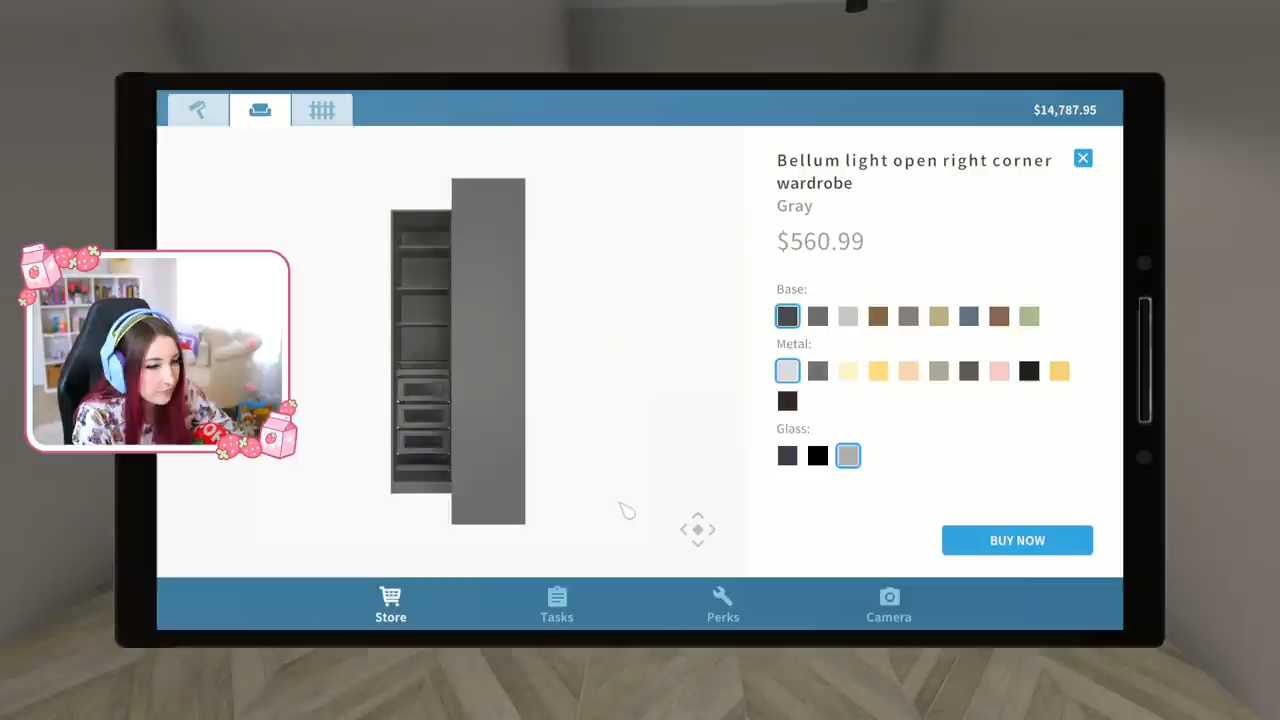 $14,787.95
Bellum light open right corner
wardrobe
Gray
$560.99
Base:
Metal:
Glass:
BUY NOW
Store
Tasks
Perks
Camera